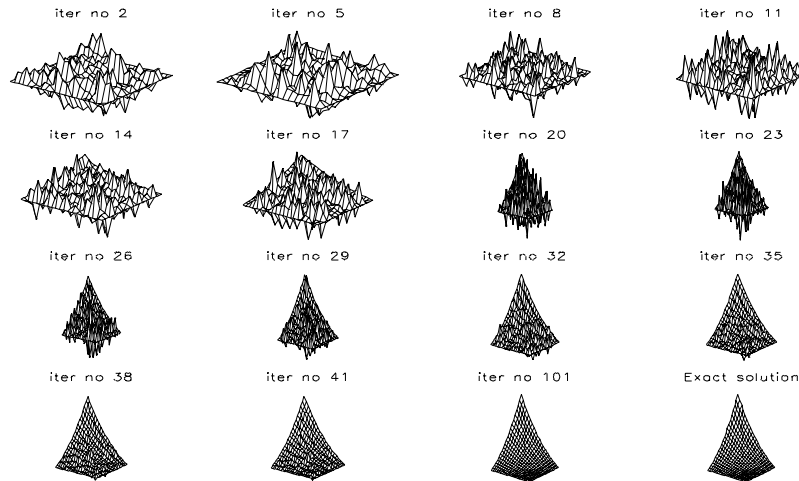 iter no 2
iter no 5
iter no 8
iter no 11
iter no 14
iter no 17
iter no 20
iter no 23
iter no 26
iter no 29
iter no 32
iter no 35
iter no 38
iter no 41
iter no 101
Exact solution